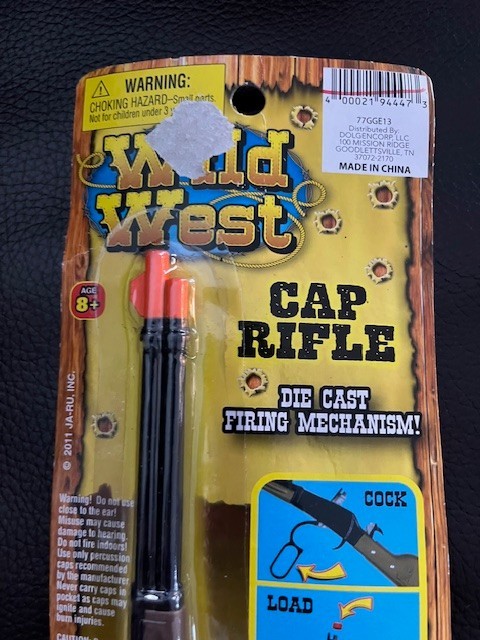 WARNING:
CHOKING HAZARD-Small parts.
Not for children under 3
4 00021 94447 3
77GGE13
Distributed By:
DOLGENCORP, LLC
100 MISSION RIDGE
GOODLETTSVILLE, TN
37072-2170
MADE IN CHINA
Wild
West
AGE
8+
CAP
RIFLE
DIE CAST
FIRING MECHANISM!
© 2011 JA-RU, INC.
Warning! Do not use
close to the ear!
Misuse may cause
damage to hearing.
Do not fire indoors!
Use only percussion
caps recommended
by the manufacturer
Never carry caps in
pocket as caps may
ignite and cause
burn injuries.
COCK
LOAD